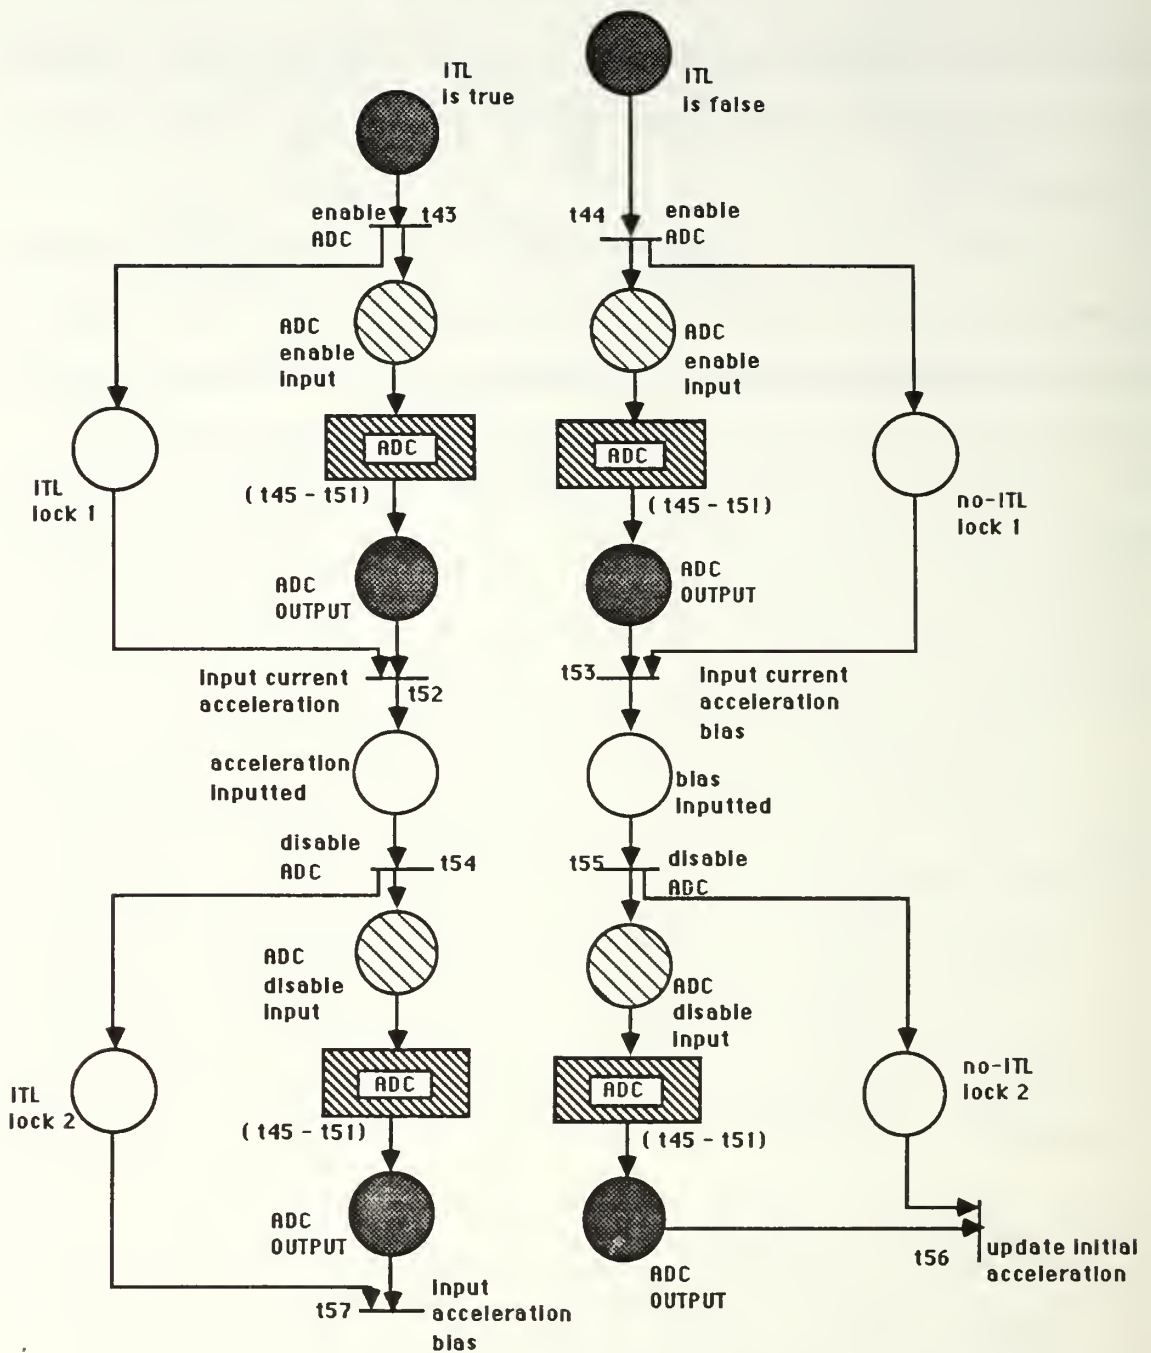 ITL
is true
ITL
is false
enable
ADC
t43
t44
enable
ADC
ADC
enable
input
ADC
enable
input
ADC
ADC
ITL
lock 1
(t45 - t51)
(t45 - t51)
no-ITL
lock 1
ADC
OUTPUT
ADC
OUTPUT
input current
acceleration
t52
t53
input current
acceleration
bias
acceleration
inputted
bias
inputted
disable
ADC
t54
t55
disable
ADC
ADC
disable
input
ADC
disable
input
ITL
lock 2
ADC
ADC
no-ITL
lock 2
(t45 - t51)
(t45 - t51)
ADC
OUTPUT
ADC
OUTPUT
t56
update initial
acceleration
t57
input
acceleration
bias